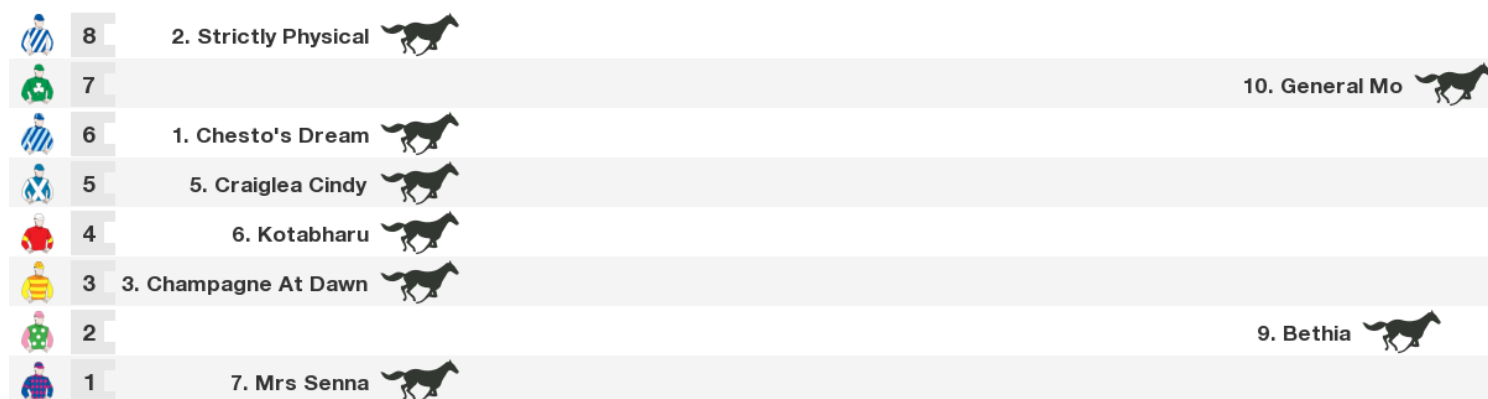 8 2. Strictly Physical
7 10. General Mo
6 1. Chesto's Dream
5 5. Craiglea Cindy
4 6. Kotabharu
3 3. Champagne At Dawn
2 9. Bethia
1 7. Mrs Senna